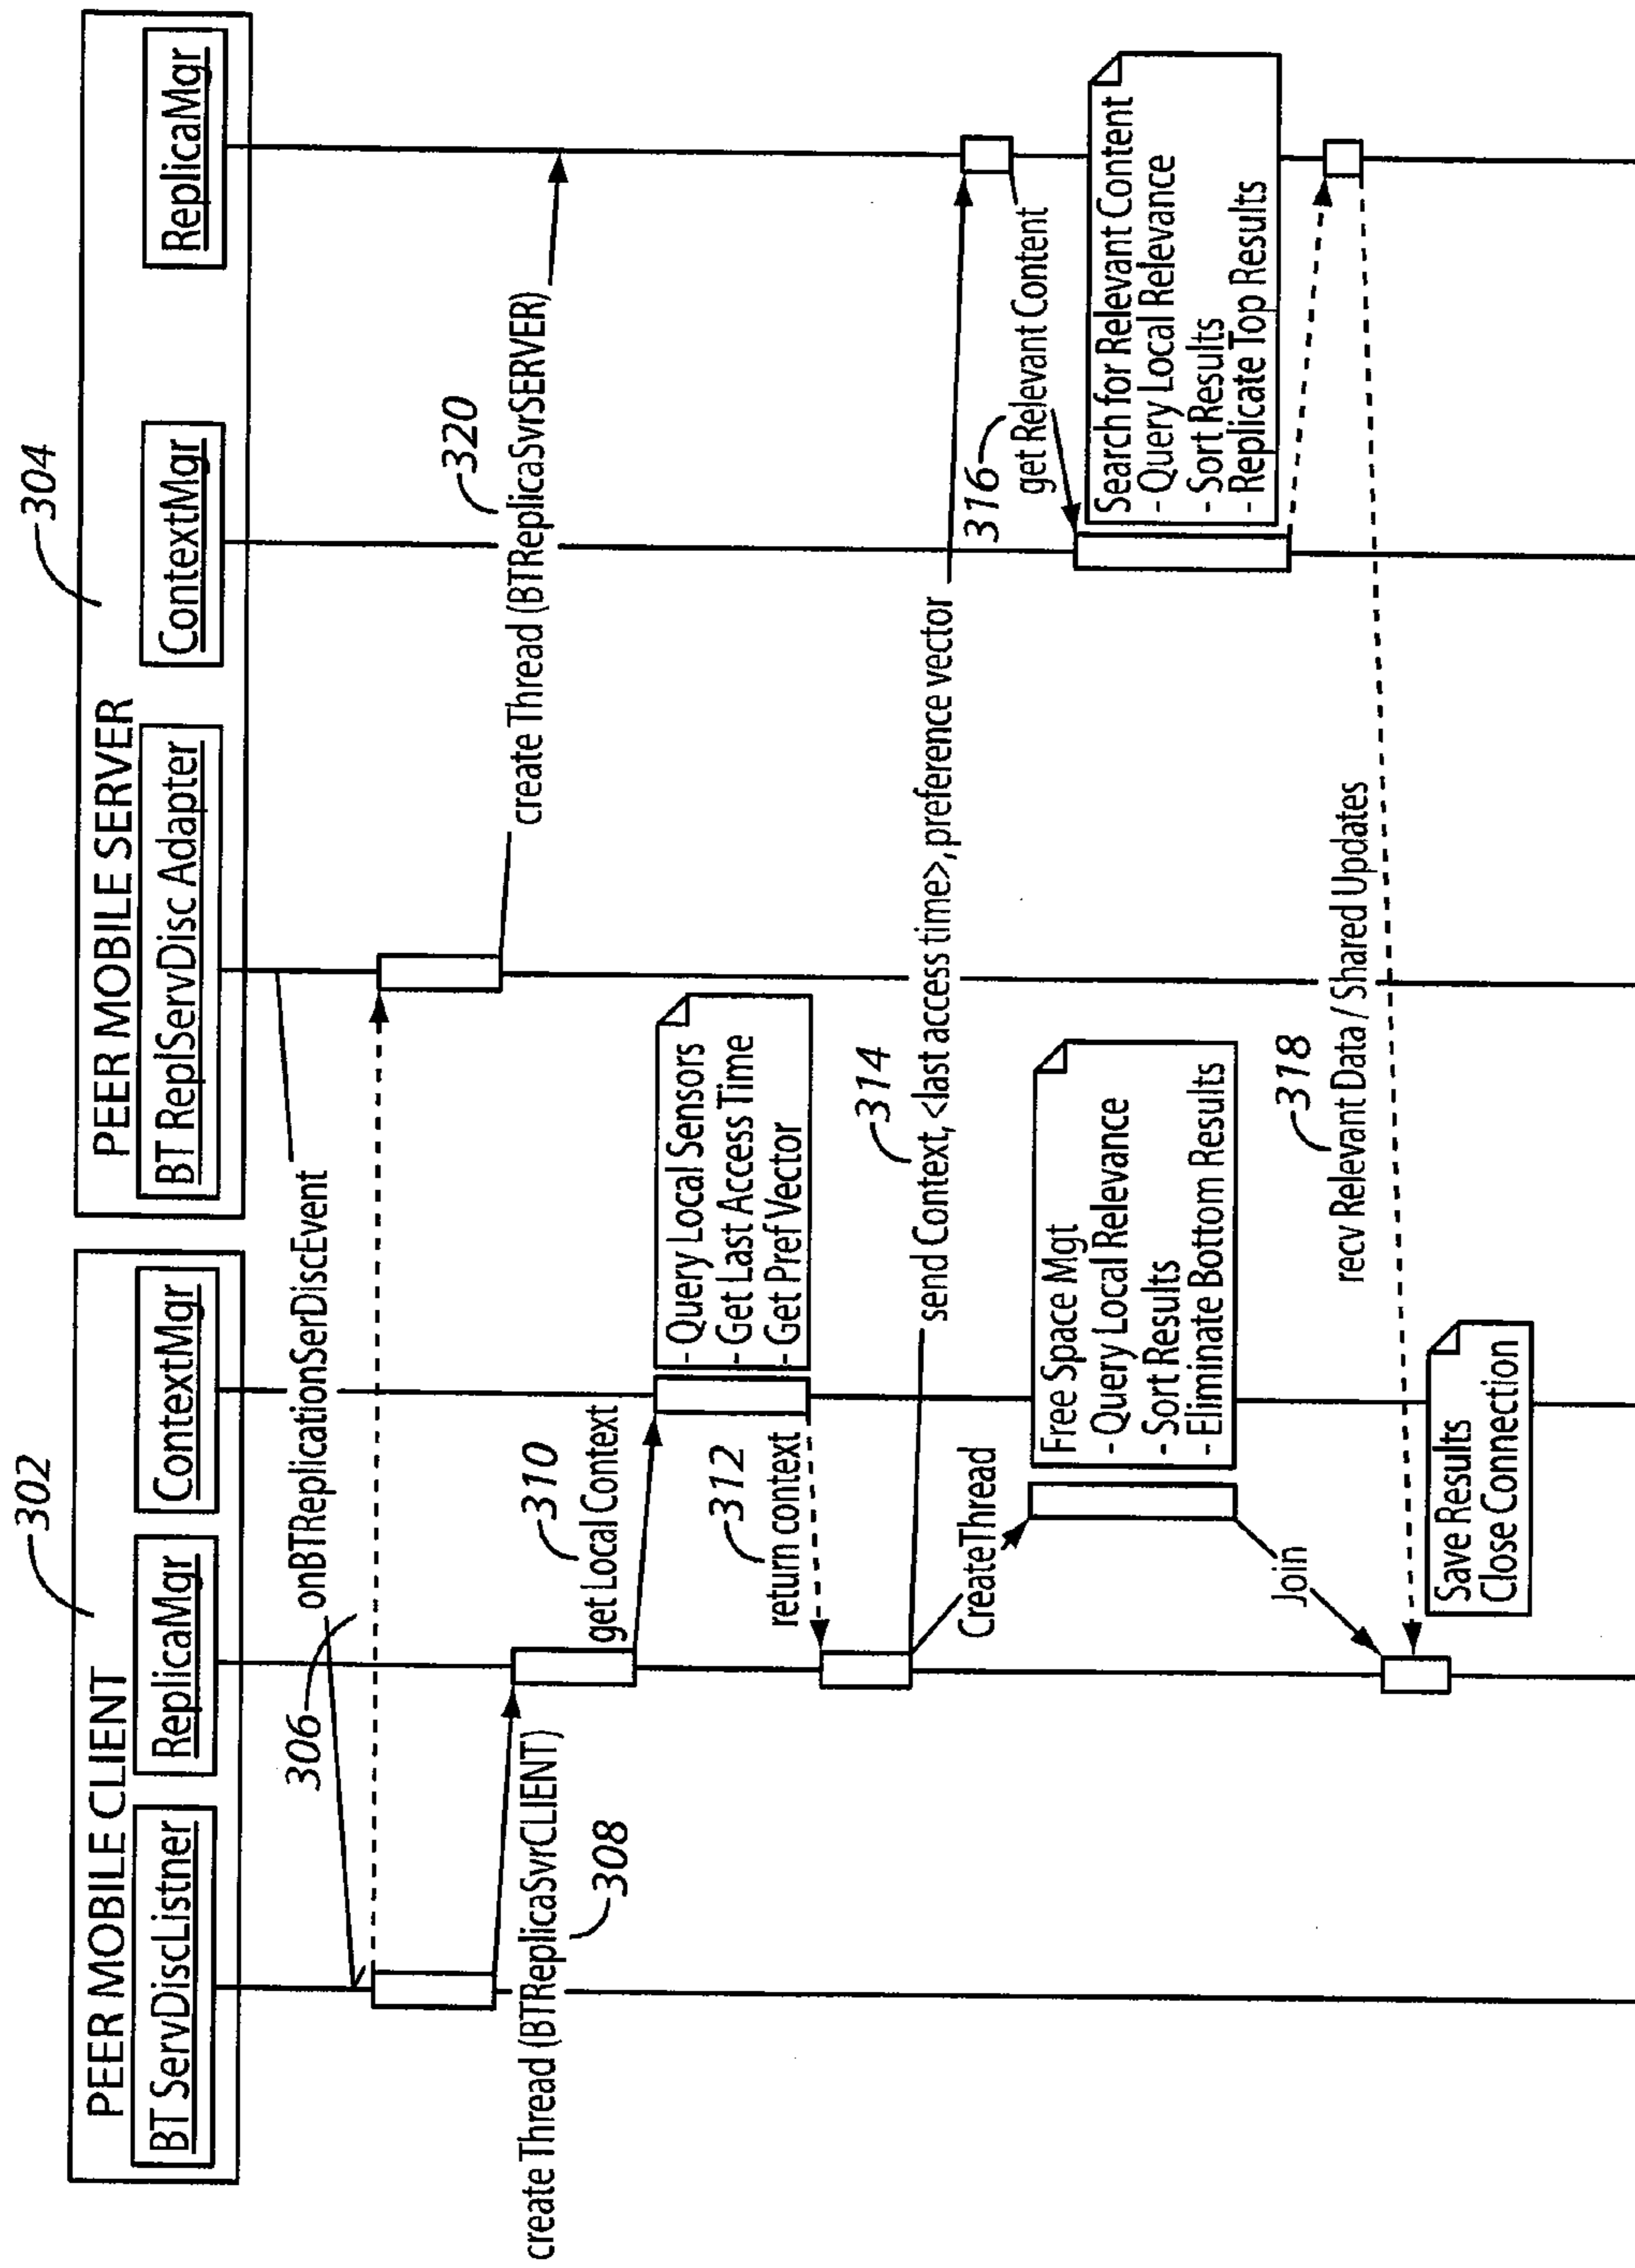 302
304
PEER MOBILE CLIENT
PEER MOBILE SERVER
BT ServDiscListner
ReplicaMgr
ContextMgr
BT ReplServDisc Adapter
ContextMgr
ReplicaMgr
onBTReplicationSerDiscEvent
306
create Thread (BTReplicaSvrCLIENT)
308
create Thread (BTReplicaSvrSERVER)
320
310
get Local Context
- Query Local Sensors
- Get Last Access Time
- Get Pref Vector
312
return context
314
send Context, <last access time>, preference vector
CreateThread
316
get Relevant Content
Free Space Mgt
- Query Local Relevance
- Sort Results
- Eliminate Bottom Results
Search for Relevant Content
- Query Local Relevance
- Sort Results
- Replicate Top Results
Join
318
recv Relevant Data / Shared Updates
Save Results
Close Connection